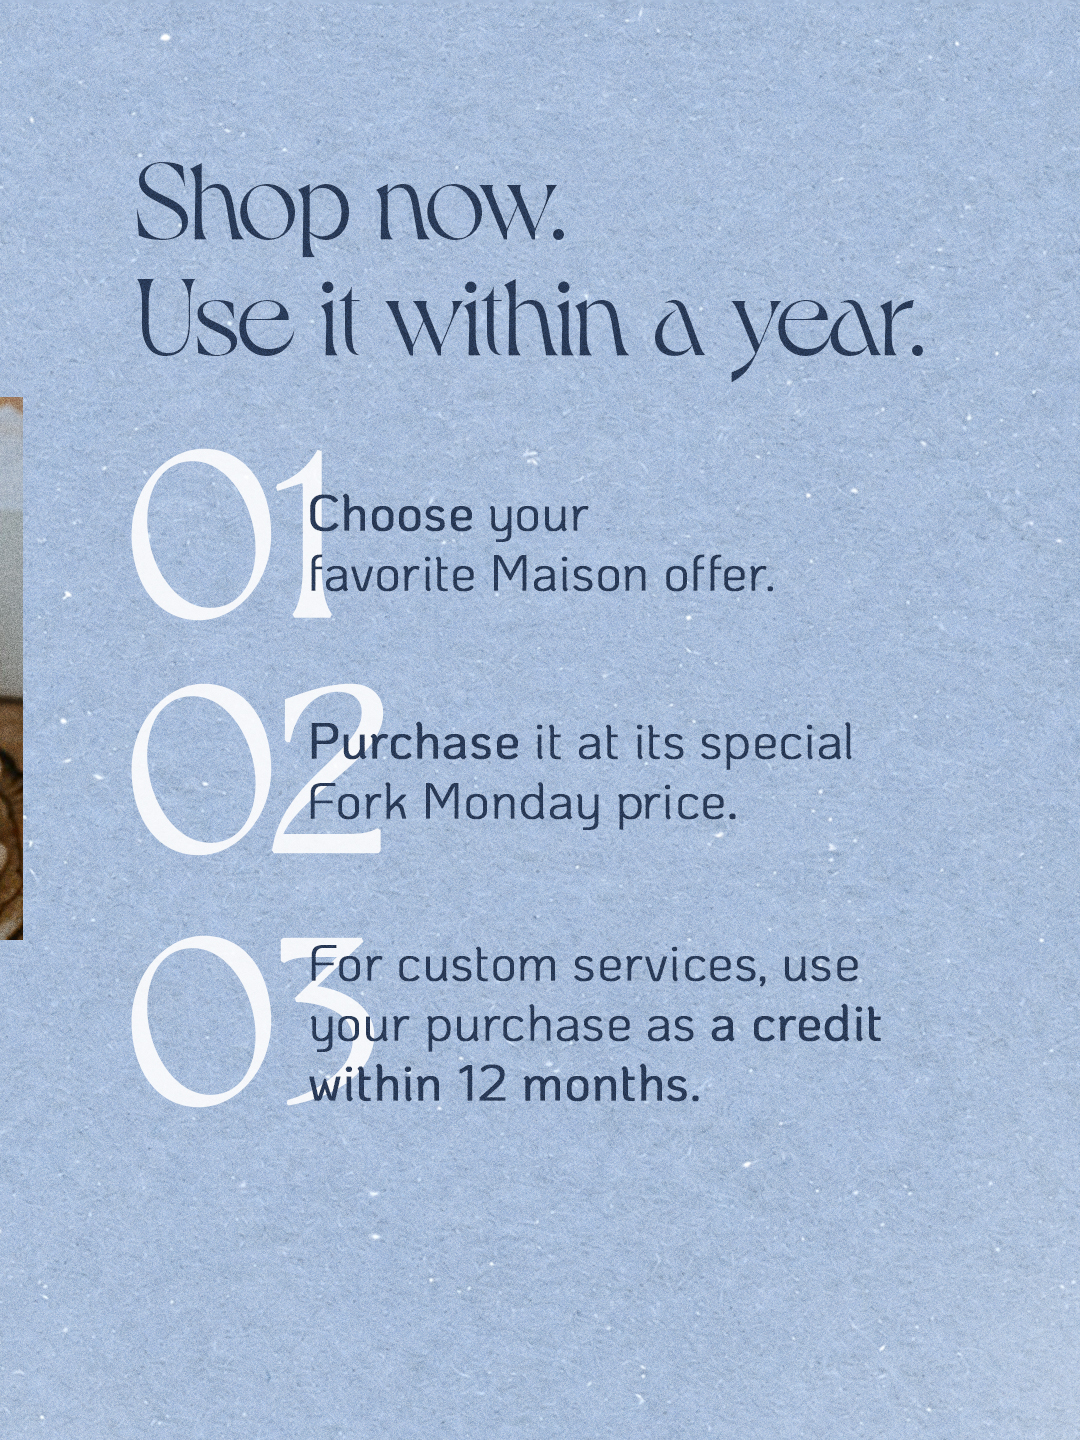 Shop now.
Use it within a year.
01
Choose your
favorite Maison offer.
02
Purchase it at its special
Fork Monday price.
03
For custom services, use
your purchase as a credit
within 12 months.